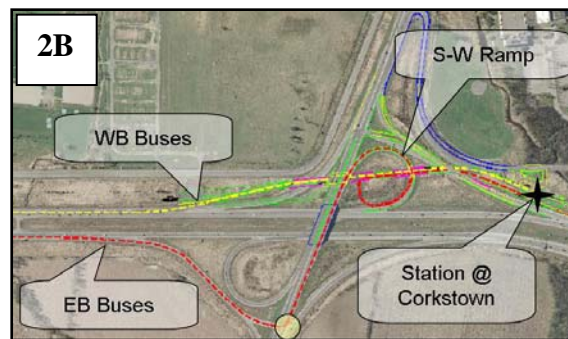 2B
S-W Ramp
WB Buses
EB Buses
Station @
Corkstown